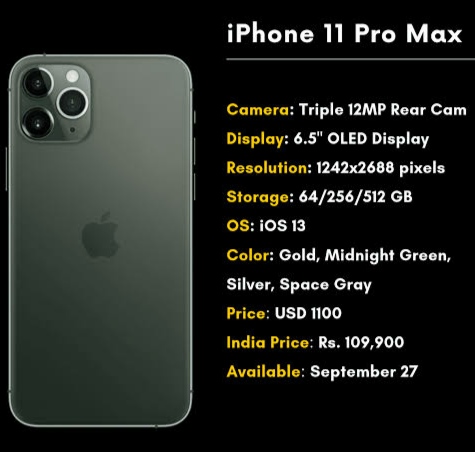 iPhone 11 Pro Max
Camera: Triple 12MP Rear Cam
Display: 6.5" OLED Display
Resolution: 1242x2688 pixels
Storage: 64/256/512 GB
OS: iOS 13
Color: Gold, Midnight Green,
Silver, Space Gray
Price: USD 1100
India Price: Rs. 109,900
Available: September 27